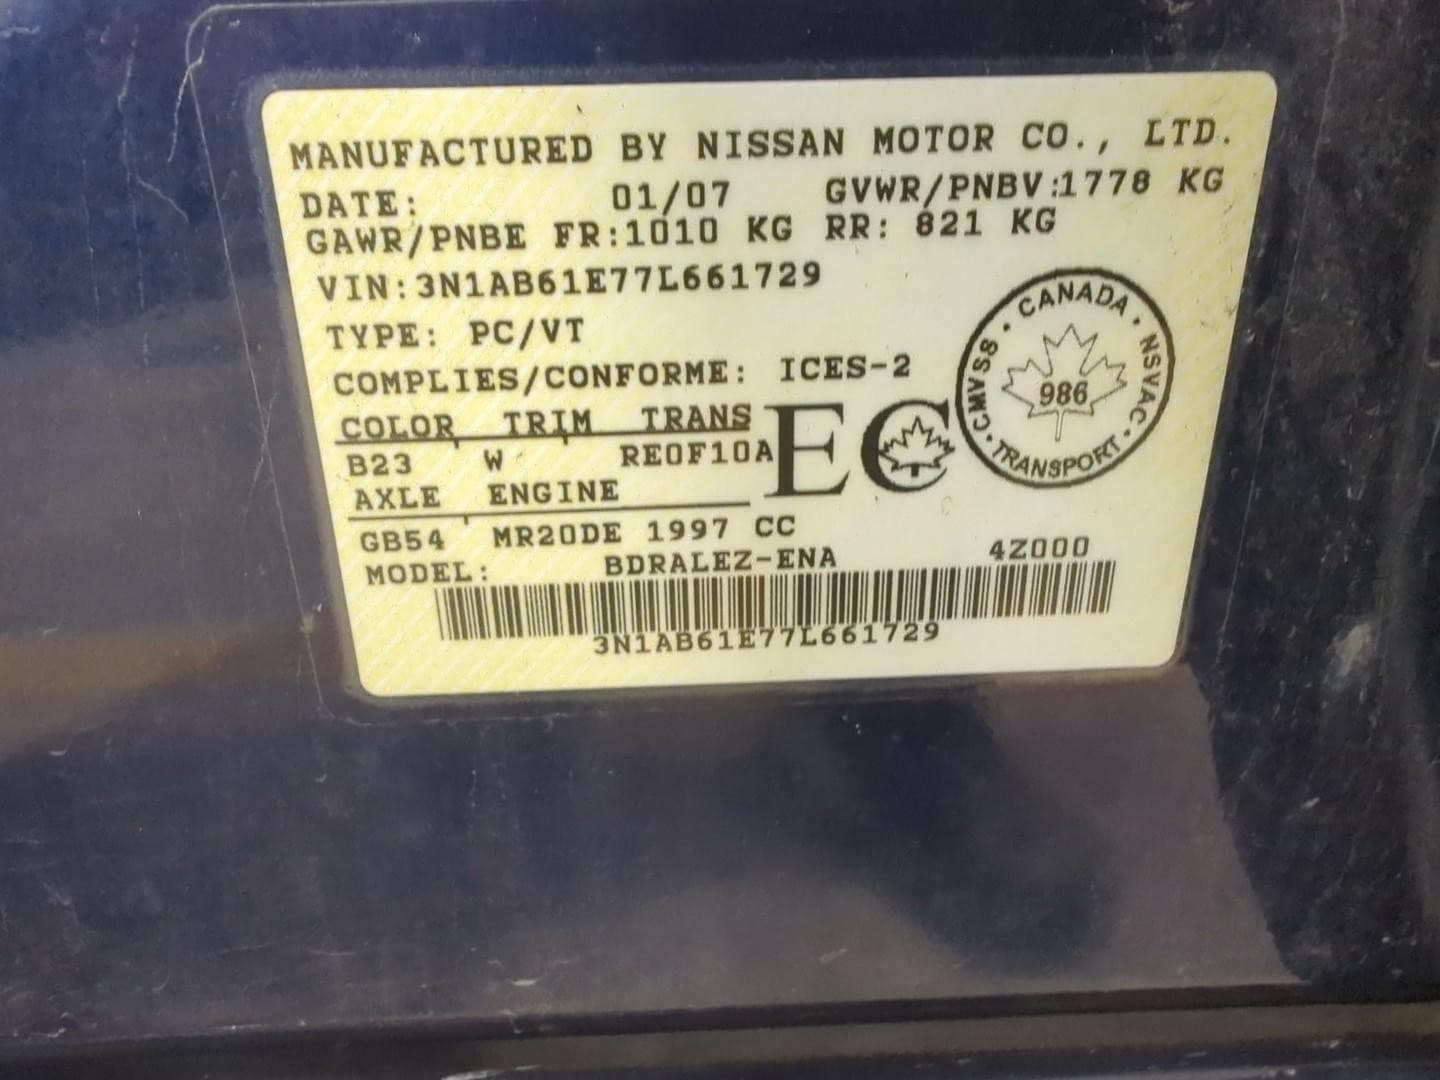 MANUFACTURED BY NISSAN MOTOR CO., LTD.
DATE: 01/07 GVWR/PNBV:1778 KG
GAWR/PNBE FR:1010 KG RR: 821 KG
VIN:3N1AB61E77L661729
TYPE: PC/VT
COMPLIES/CONFORME: ICES-2
COLOR TRIM TRANS
B23 W RE0F10A
AXLE ENGINE
GB54 MR20DE 1997 CC
MODEL: BDRALEZ-ENA 4Z000
3N1AB61E77L661729
EC
CANADA · NSVAC · TRANSPORT · CMVSS
986